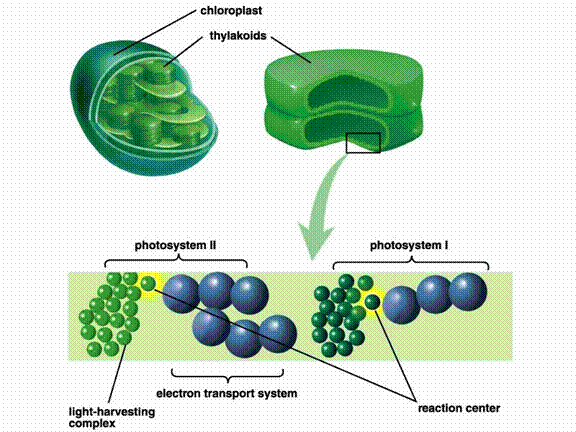 chloroplast
thylakoids
photosystem II
photosystem I
electron transport system
reaction center
light-harvesting
complex